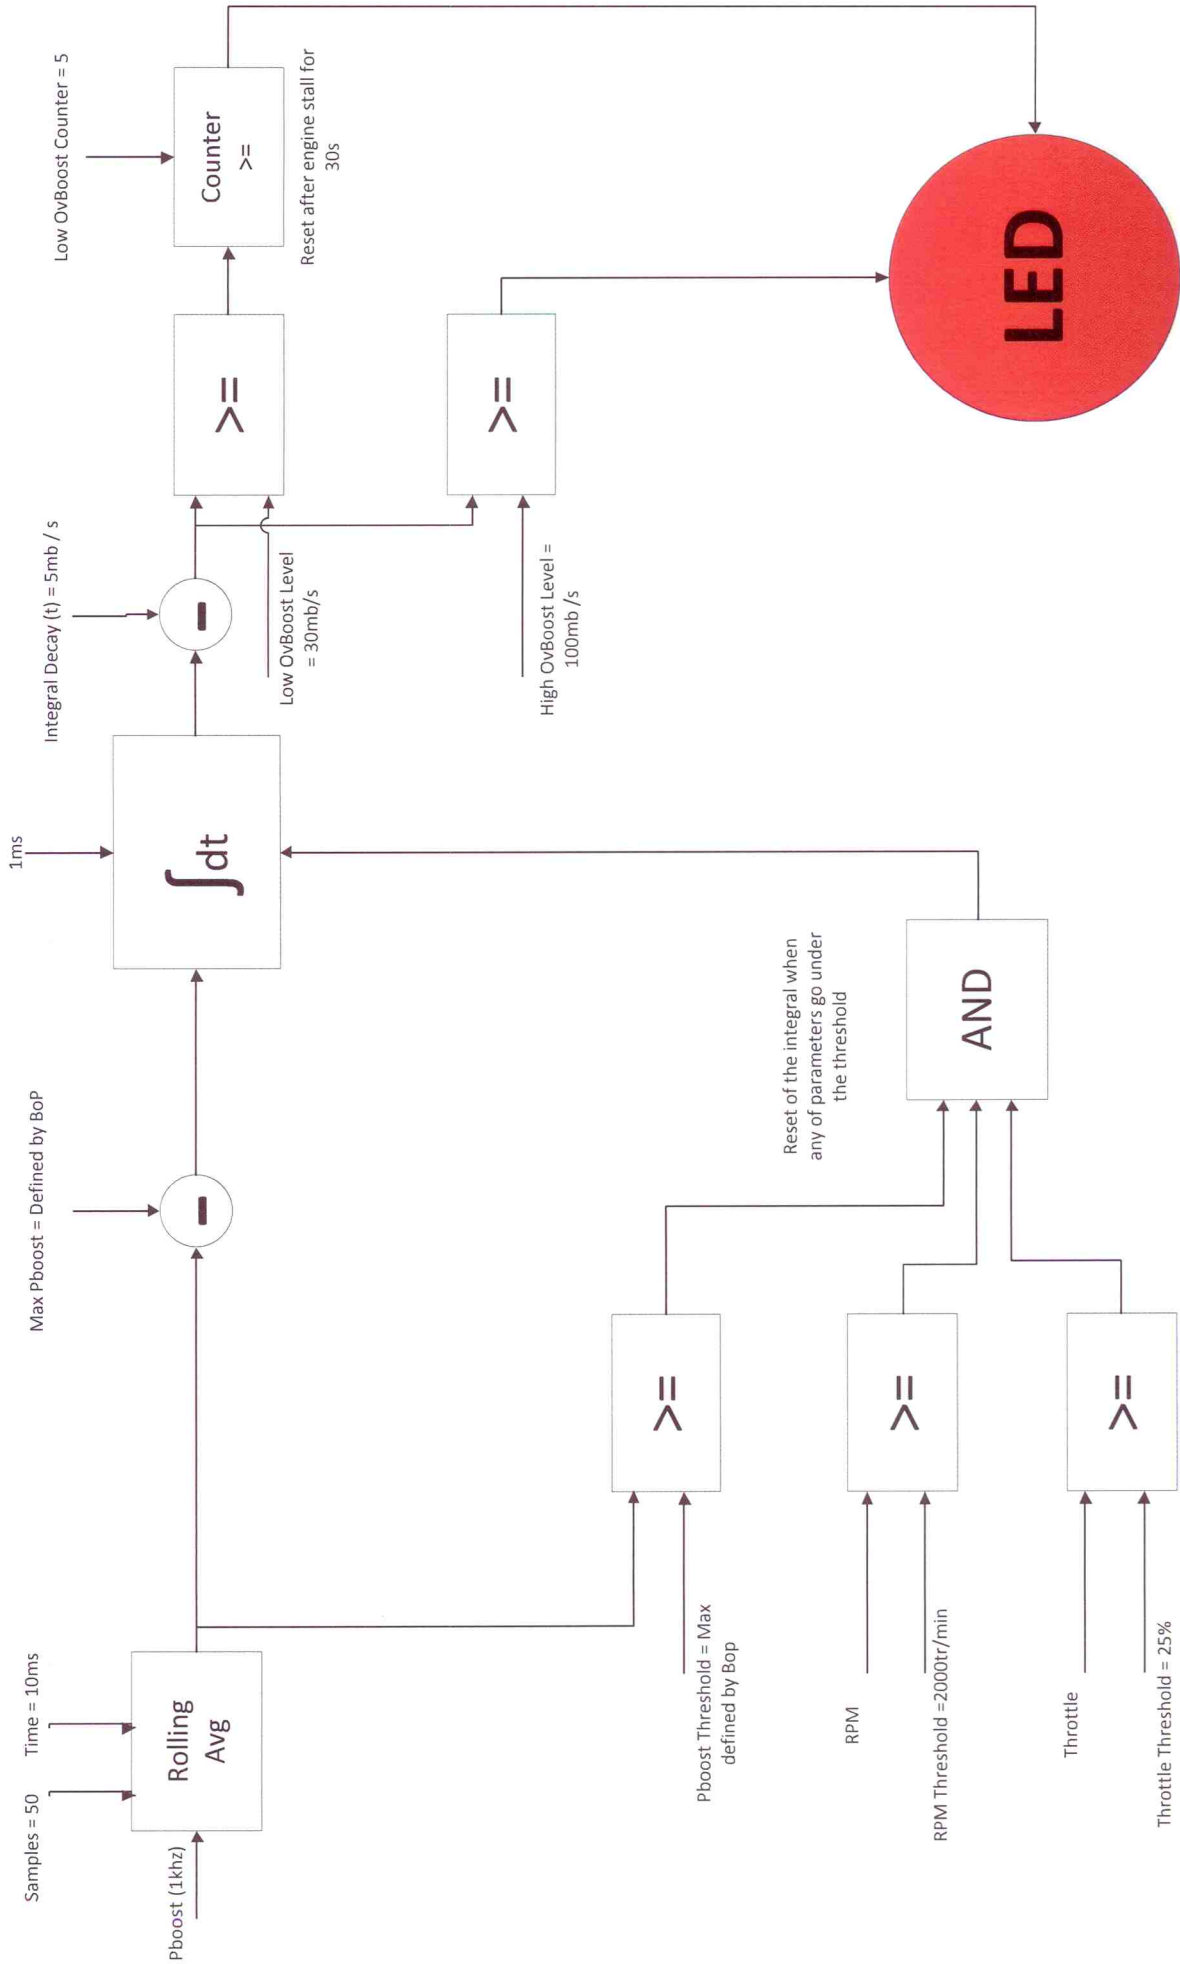 Samples = 50
Time = 10ms
Pboost (1khz)
Rolling
Avg
Max Pboost = Defined by BoP
-
1ms
∫dt
Integral Decay (t) = 5mb / s
-
Low OvBoost Level
= 30mb/s
>=
Low OvBoost Counter = 5
Counter
>=
Reset after engine stall for
30s
High OvBoost Level =
100mb /s
>=
Pboost Threshold = Max
defined by Bop
>=
RPM
RPM Threshold =2000tr/min
>=
Throttle
Throttle Threshold = 25%
>=
Reset of the integral when
any of parameters go under
the threshold
AND
LED